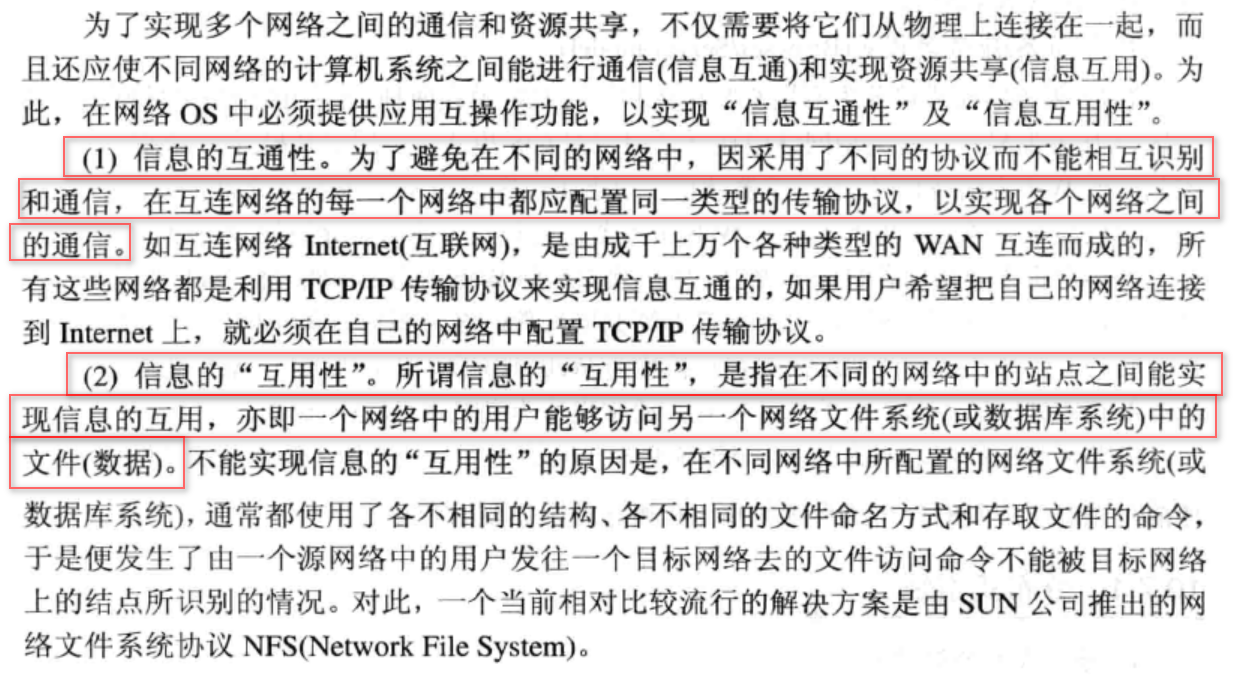 为了实现多个网络之间的通信和资源共享，不仅需要将它们从物理上连接在一起，而
且还应使不同网络的计算机系统之间能进行通信(信息互通)和实现资源共享(信息互用)。为
此，在网络 OS 中必须提供应用互操作功能，以实现“信息互通性”及“信息互用性”。
(1) 信息的互通性。为了避免在不同的网络中，因采用了不同的协议而不能相互识别
和通信，在互连网络的每一个网络中都应配置同一类型的传输协议，以实现各个网络之间
的通信。如互连网络 Internet(互联网)，是由成千上万个各种类型的 WAN 互连而成的，所
有这些网络都是利用 TCP/IP 传输协议来实现信息互通的，如果用户希望把自己的网络连接
到 Internet 上，就必须在自己的网络中配置 TCP/IP 传输协议。
(2) 信息的“互用性”。所谓信息的“互用性”，是指在不同的网络中的站点之间能实
现信息的互用，亦即一个网络中的用户能够访问另一个网络文件系统(或数据库系统)中的
文件(数据)。不能实现信息的“互用性”的原因是，在不同网络中所配置的网络文件系统(或
数据库系统)，通常都使用了各不相同的结构、各不相同的文件命名方式和存取文件的命令，
于是便发生了由一个源网络中的用户发往一个目标网络去的文件访问命令不能被目标网络
上的结点所识别的情况。对此，一个当前相对比较流行的解决方案是由 SUN 公司推出的网
络文件系统协议 NFS(Network File System)。